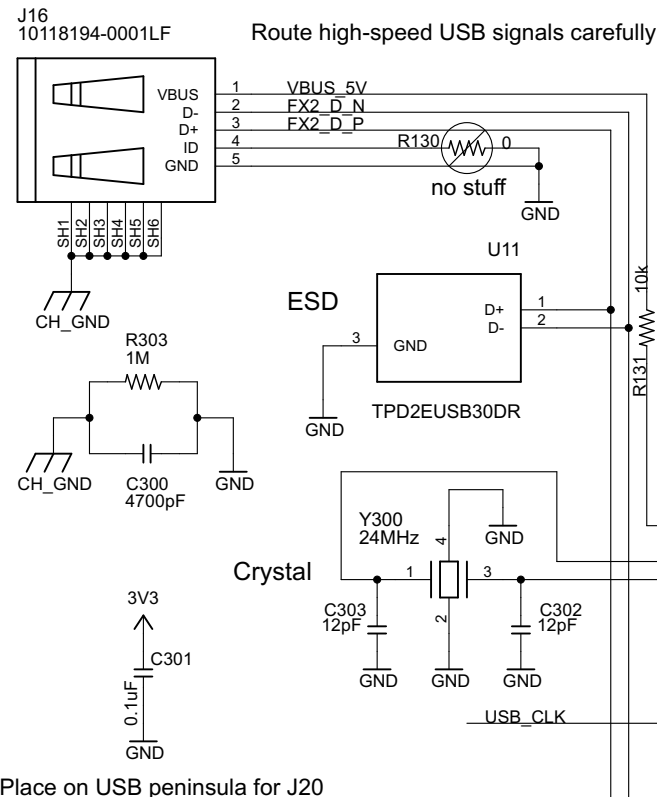 J16
10118194-0001LF
Route high-speed USB signals carefully
VBUS 1 VBUS_5V
D- 2 FX2_D_N
D+ 3 FX2_D_P
ID 4 R130 0
GND 5
no stuff
GND
SH1 SH2 SH3 SH4 SH5 SH6
CH_GND
U11
ESD
D+ 1
D- 2
3 GND
GND
TPD2EUSB30DR
10k
R131
R303
1M
CH_GND
C300
4700pF
GND
Y300
24MHz
4
GND
Crystal
1 3
2
C303
12pF
C302
12pF
GND GND GND
3V3
C301
0.1uF
GND
USB_CLK
Place on USB peninsula for J20